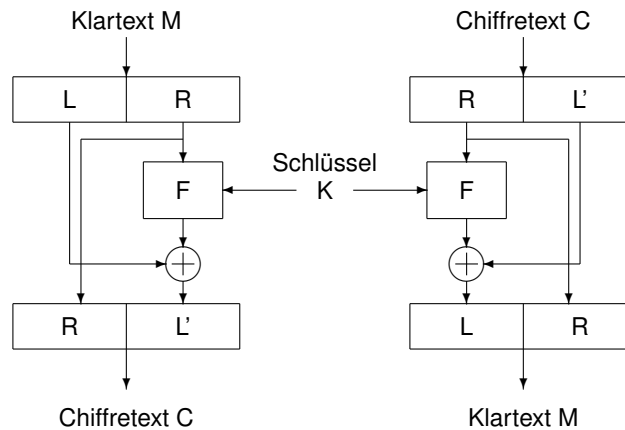 Klartext M
Chiffretext C
L R
R L'
Schlüssel
F K F
R L'
L R
Chiffretext C
Klartext M